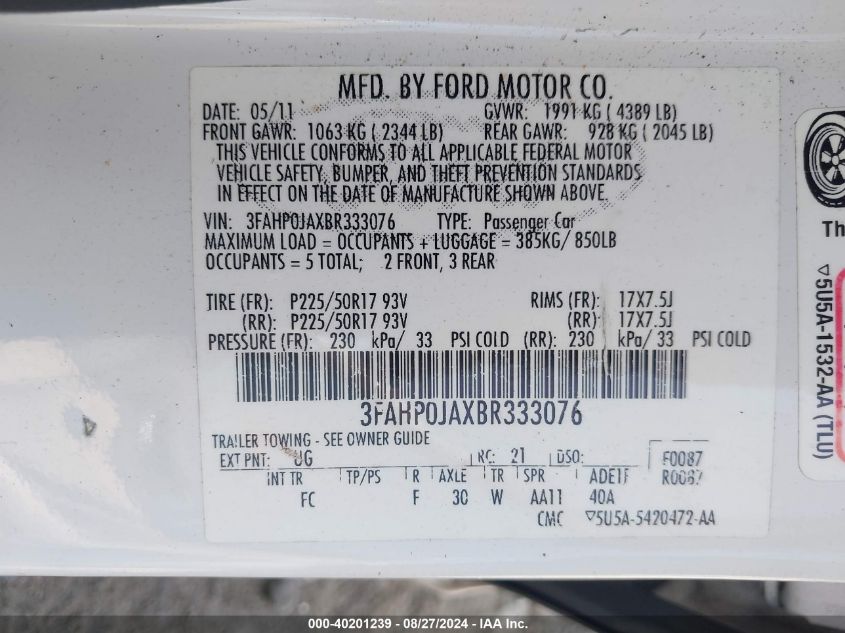 MFD. BY FORD MOTOR CO.
DATE: 05/11 GVWR: 1991 KG ( 4389 LB)
FRONT GAWR: 1063 KG ( 2344 LB) REAR GAWR: 928 KG ( 2045 LB)
THIS VEHICLE CONFORMS TO ALL APPLICABLE FEDERAL MOTOR
VEHICLE SAFETY, BUMPER, AND THEFT PREVENTION STANDARDS
IN EFFECT ON THE DATE OF MANUFACTURE SHOWN ABOVE.
VIN: 3FAHP0JAXBR333076 TYPE: Passenger Car
MAXIMUM LOAD = OCCUPANTS + LUGGAGE = 385KG/ 850LB
OCCUPANTS = 5 TOTAL; 2 FRONT, 3 REAR
TIRE (FR): P225/50R17 93V RIMS (FR): 17X7.5J
(RR): P225/50R17 93V (RR): 17X7.5J
PRESSURE (FR): 230 kPa/ 33 PSI COLD (RR): 230 kPa/ 33 PSI COLD
3FAHP0JAXBR333076
TRAILER TOWING - SEE OWNER GUIDE
EXT PNT: UG RC: 21 DSO: F0087
INT TR TP/PS R AXLE TR SPR R0087
FC F 30 W AA11 40A
CMC ▽5U5A-5420472-AA
Th
▽5U5A-1532-AA (TLU)
000-40201239 - 08/27/2024 - IAA Inc.